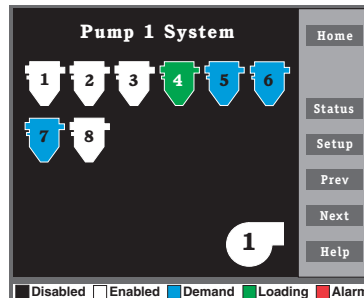 Pump 1 System
1 2 3 4 5 6
7 8
1
Home
Status
Setup
Prev
Next
Help
Disabled Enabled Demand Loading Alarm